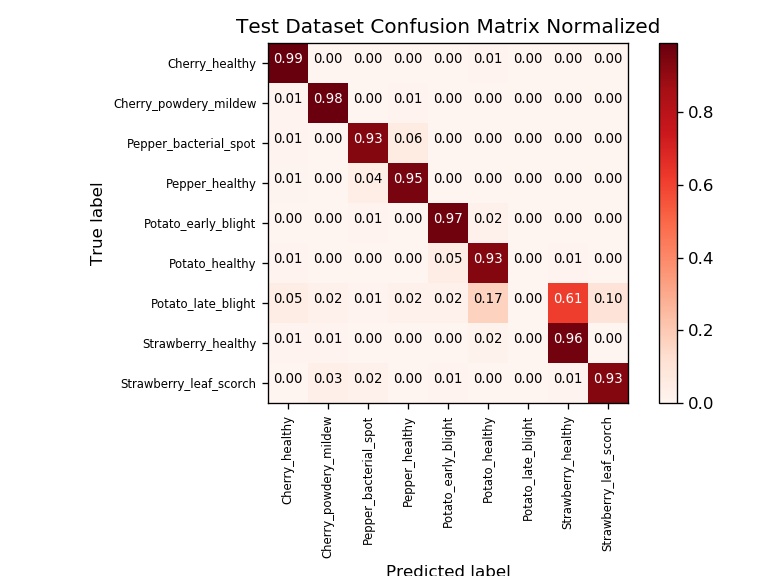 Test Dataset Confusion Matrix Normalized
True label
Cherry_healthy 0.99 0.00 0.00 0.00 0.00 0.01 0.00 0.00 0.00
Cherry_powdery_mildew 0.01 0.98 0.00 0.01 0.00 0.00 0.00 0.00 0.00
Pepper_bacterial_spot 0.01 0.00 0.93 0.06 0.00 0.00 0.00 0.00 0.00
Pepper_healthy 0.01 0.00 0.04 0.95 0.00 0.00 0.00 0.00 0.00
Potato_early_blight 0.00 0.00 0.01 0.00 0.97 0.02 0.00 0.00 0.00
Potato_healthy 0.01 0.00 0.00 0.00 0.05 0.93 0.00 0.01 0.00
Potato_late_blight 0.05 0.02 0.01 0.02 0.02 0.17 0.00 0.61 0.10
Strawberry_healthy 0.01 0.01 0.00 0.00 0.00 0.02 0.00 0.96 0.00
Strawberry_leaf_scorch 0.00 0.03 0.02 0.00 0.01 0.00 0.00 0.01 0.93
Cherry_healthy
Cherry_powdery_mildew
Pepper_bacterial_spot
Pepper_healthy
Potato_early_blight
Potato_healthy
Potato_late_blight
Strawberry_healthy
Strawberry_leaf_scorch
Predicted label
0.8
0.6
0.4
0.2
0.0